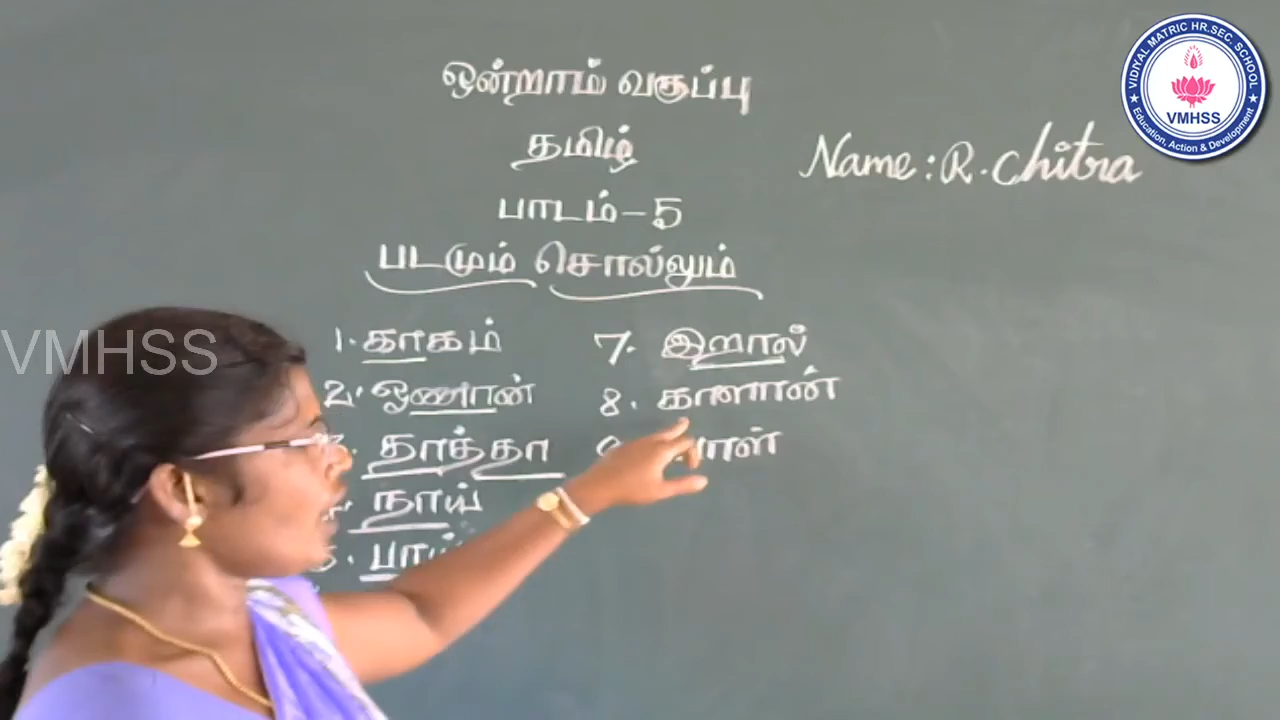 ஒன்றாம் வகுப்பு
தமிழ்
Name : R. Chitra
பாடம் - 5
படமும் சொல்லும்
1. காகம்
2. ஓணான்
தாத்தா
நாய்
5. பாய்
7. இறால்
8. கானான்
VMHSS
VIDIYAL MATRIC HR.SEC. SCHOOL
VMHSS
Education, Action & Development